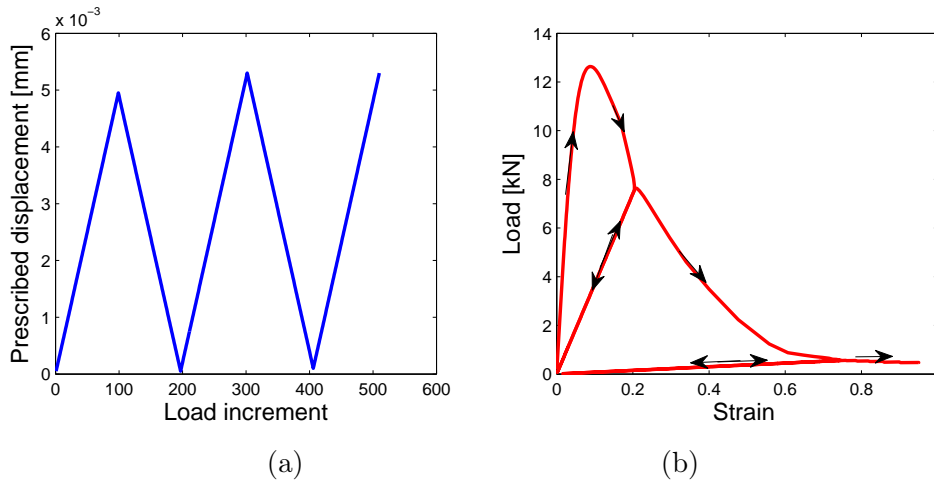 x 10⁻³
6
5
4
3
2
1
0
0 100 200 300 400 500 600
Prescribed displacement [mm]
Load increment
(a)
14
12
10
8
6
4
2
0
0 0.2 0.4 0.6 0.8
Load [kN]
Strain
(b)